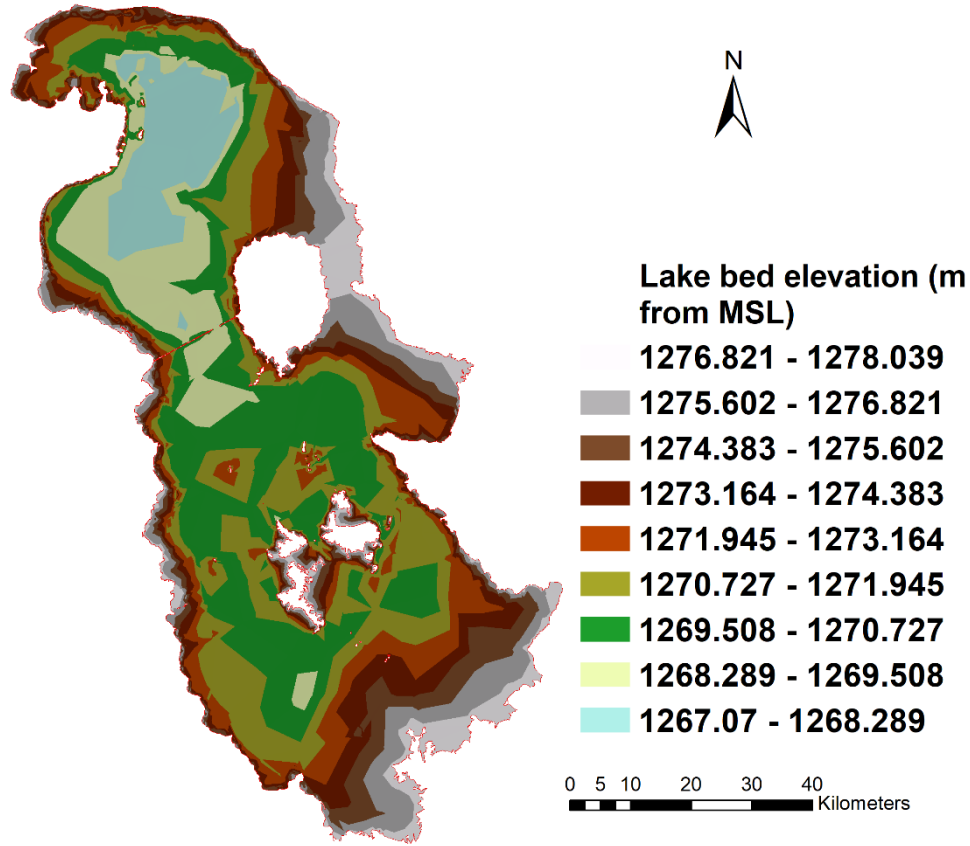 N
Lake bed elevation (m
from MSL)
1276.821 - 1278.039
1275.602 - 1276.821
1274.383 - 1275.602
1273.164 - 1274.383
1271.945 - 1273.164
1270.727 - 1271.945
1269.508 - 1270.727
1268.289 - 1269.508
1267.07 - 1268.289
0 5 10 20 30 40
Kilometers